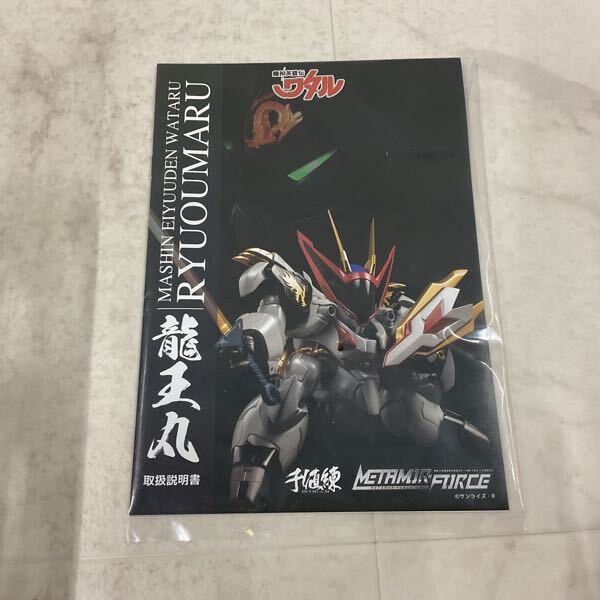 魔神英雄伝
ワタル
MASHIN EIYUUDEN WATARU
RYUOUMARU
龍王丸
取扱説明書
千値練
METAMOR-FORCE
©サンライズ・R